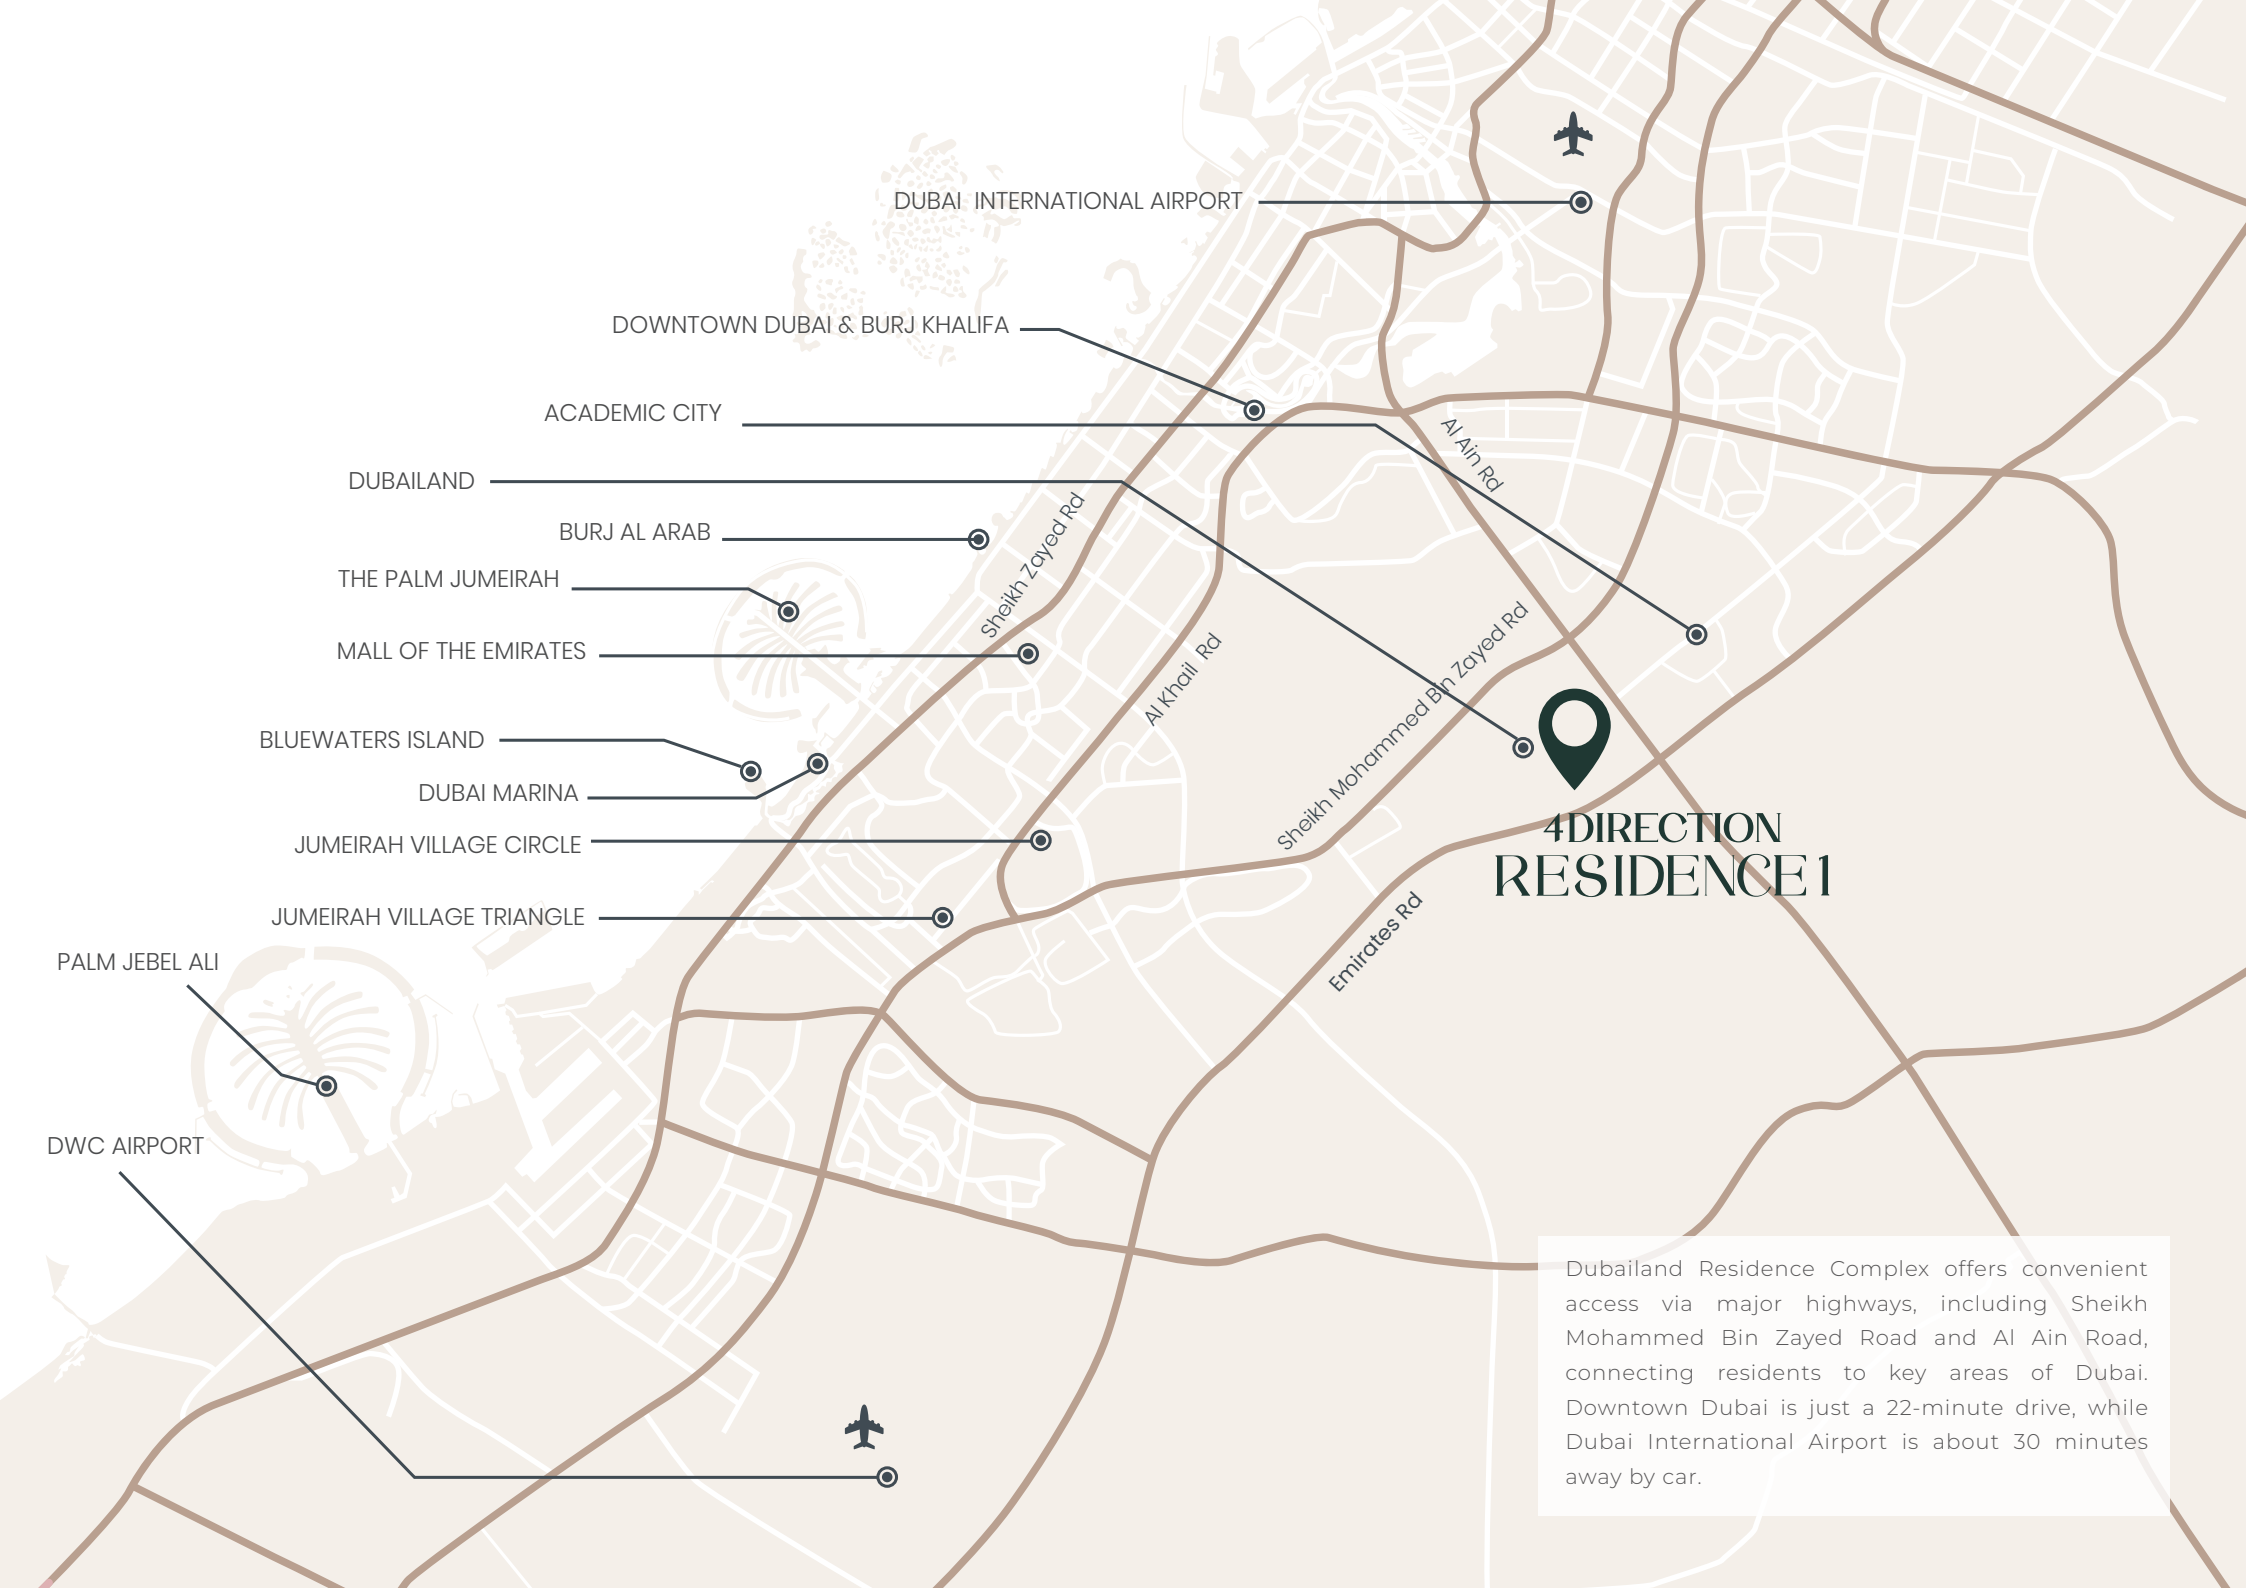 DUBAI INTERNATIONAL AIRPORT
DOWNTOWN DUBAI & BURJ KHALIFA
ACADEMIC CITY
Al Ain Rd
DUBAILAND
BURJ AL ARAB
Sheikh Zayed Rd
THE PALM JUMEIRAH
MALL OF THE EMIRATES
Al Khail Rd
Sheikh Mohammed Bin Zayed Rd
BLUEWATERS ISLAND
DUBAI MARINA
JUMEIRAH VILLAGE CIRCLE
4DIRECTION
RESIDENCE 1
JUMEIRAH VILLAGE TRIANGLE
Emirates Rd
PALM JEBEL ALI
DWC AIRPORT
Dubailand Residence Complex offers convenient
access via major highways, including Sheikh
Mohammed Bin Zayed Road and Al Ain Road,
connecting residents to key areas of Dubai.
Downtown Dubai is just a 22-minute drive, while
Dubai International Airport is about 30 minutes
away by car.